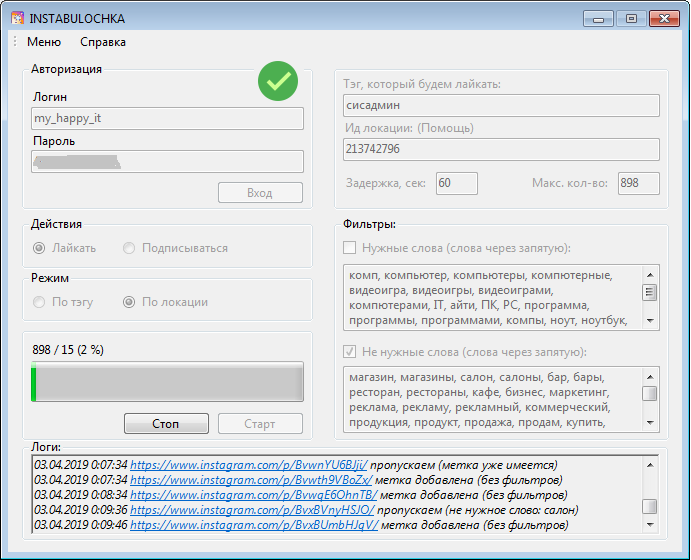 INSTABULOCHKA
Меню Справка
Авторизация
Логин
my_happy_it
Пароль
Вход
Тэг, который будем лайкать:
сисадмин
Ид локации: (Помощь)
213742796
Задержка, сек: 60 Макс. кол-во: 898
Действия
Лайкать Подписываться
Режим
По тэгу По локации
898 / 15 (2 %)
Стоп Старт
Фильтры:
Нужные слова (слова через запятую):
комп, компьютер, компьютеры, компьютерные,
видеоигра, видеоигры, видеоиграми,
компютерами, IT, айти, ПК, PC, программа,
программы, программами, компы, ноут, ноутбук,
Не нужные слова (слова через запятую):
магазин, магазины, салон, салоны, бар, бары,
ресторан, рестораны, кафе, бизнес, маркетинг,
реклама, рекламу, рекламный, коммерческий,
продукция, продукт, продажа, продам, купить,
Логи:
03.04.2019 0:07:34 https://www.instagram.com/p/BvwnYU6BJji/ пропускаем (метка уже имеется)
03.04.2019 0:07:34 https://www.instagram.com/p/Bvwth9VBoZx/ метка добавлена (без фильтров)
03.04.2019 0:08:34 https://www.instagram.com/p/BvwqE6OhnTB/ метка добавлена (без фильтров)
03.04.2019 0:09:36 https://www.instagram.com/p/BvxBVnyHSJO/ пропускаем (не нужное слово: салон)
03.04.2019 0:09:46 https://www.instagram.com/p/BvxBUmbHJqV/ метка добавлена (без фильтров)